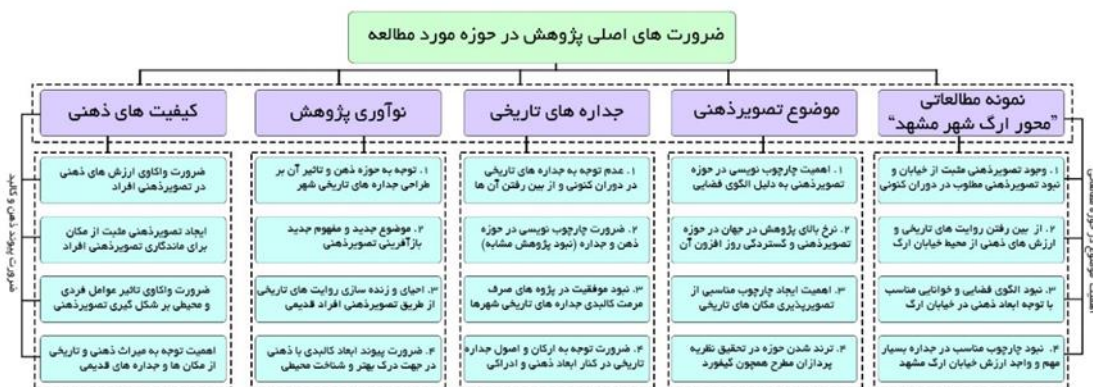 ضرورت های اصلی پژوهش در حوزه مورد مطالعه
نمونه مطالعاتی
"محور ارگ شهر مشهد"
موضوع تصویرذهنی
جداره های تاریخی
نوآوری پژوهش
کیفیت های ذهنی
۱. وجود تصویرذهنی مثبت از خیابان و
نبود تصویرذهنی مطلوب در دوران کنونی
۲. از بین رفتن روایت های تاریخی و
ارزش های ذهنی از محیط خیابان ارگ
۳. نبود الگوی فضایی و خوانایی مناسب
با توجه ابعاد ذهنی در خیابان ارگ
۴. نبود چارچوب مناسب در جداره بسیار
مهم و واجد ارزش خیابان ارگ مشهد
۱. اهمیت چارچوب نویسی در حوزه
تصویرذهنی به دلیل الگوی فضایی
۲. نرخ بالای پژوهش در جهان در حوزه
تصویرذهنی و گستردگی روز افزون آن
۳. اهمیت ایجاد چارچوب مناسبی از
تصویرپذیری مکان های تاریخی
۴. ترند شدن حوزه در تحقیق نظریه
پردازان مطرح همچون گیفورد
۱. عدم توجه به جداره های تاریخی
در دوران کنونی و از بین رفتن آن ها
۲. ضرورت چارچوب نویسی در حوزه
ذهن و جداره (نبود پژوهش مشابه)
۳. نبود موفقیت در پژوه های صرف
مرمت کالبدی جداره های تاریخی شهرها
۴. ضرورت توجه به ارکان و اصول جداره
تاریخی در کنار ابعاد ذهنی و ادراکی
۱. توجه به حوزه ذهن و تاثیر آن بر
طراحی جداره های تاریخی شهر
۲. موضوع جدید و مفهوم جدید
بازآفرینی تصویرذهنی
۳. احیای و زنده سازی روایت های تاریخی
از طریق تصویرذهنی افراد قدیمی
۴. ضرورت پیوند ابعاد کالبدی با ذهنی
در جهت درک بهتر و شناخت محیطی
ضرورت واکاوی ارزش های ذهنی
در تصویرذهنی افراد
ایجاد تصویرذهنی مثبت از مکان
برای ماندگاری تصویرذهنی افراد
ضرورت واکاوی تاثیر عوامل فردی
و محیطی بر شکل گیری تصویرذهنی
اهمیت توجه به میراث ذهنی و تاریخی
از مکان ها و جداره های قدیمی
ضرورت پیوند ذهن و کالبد